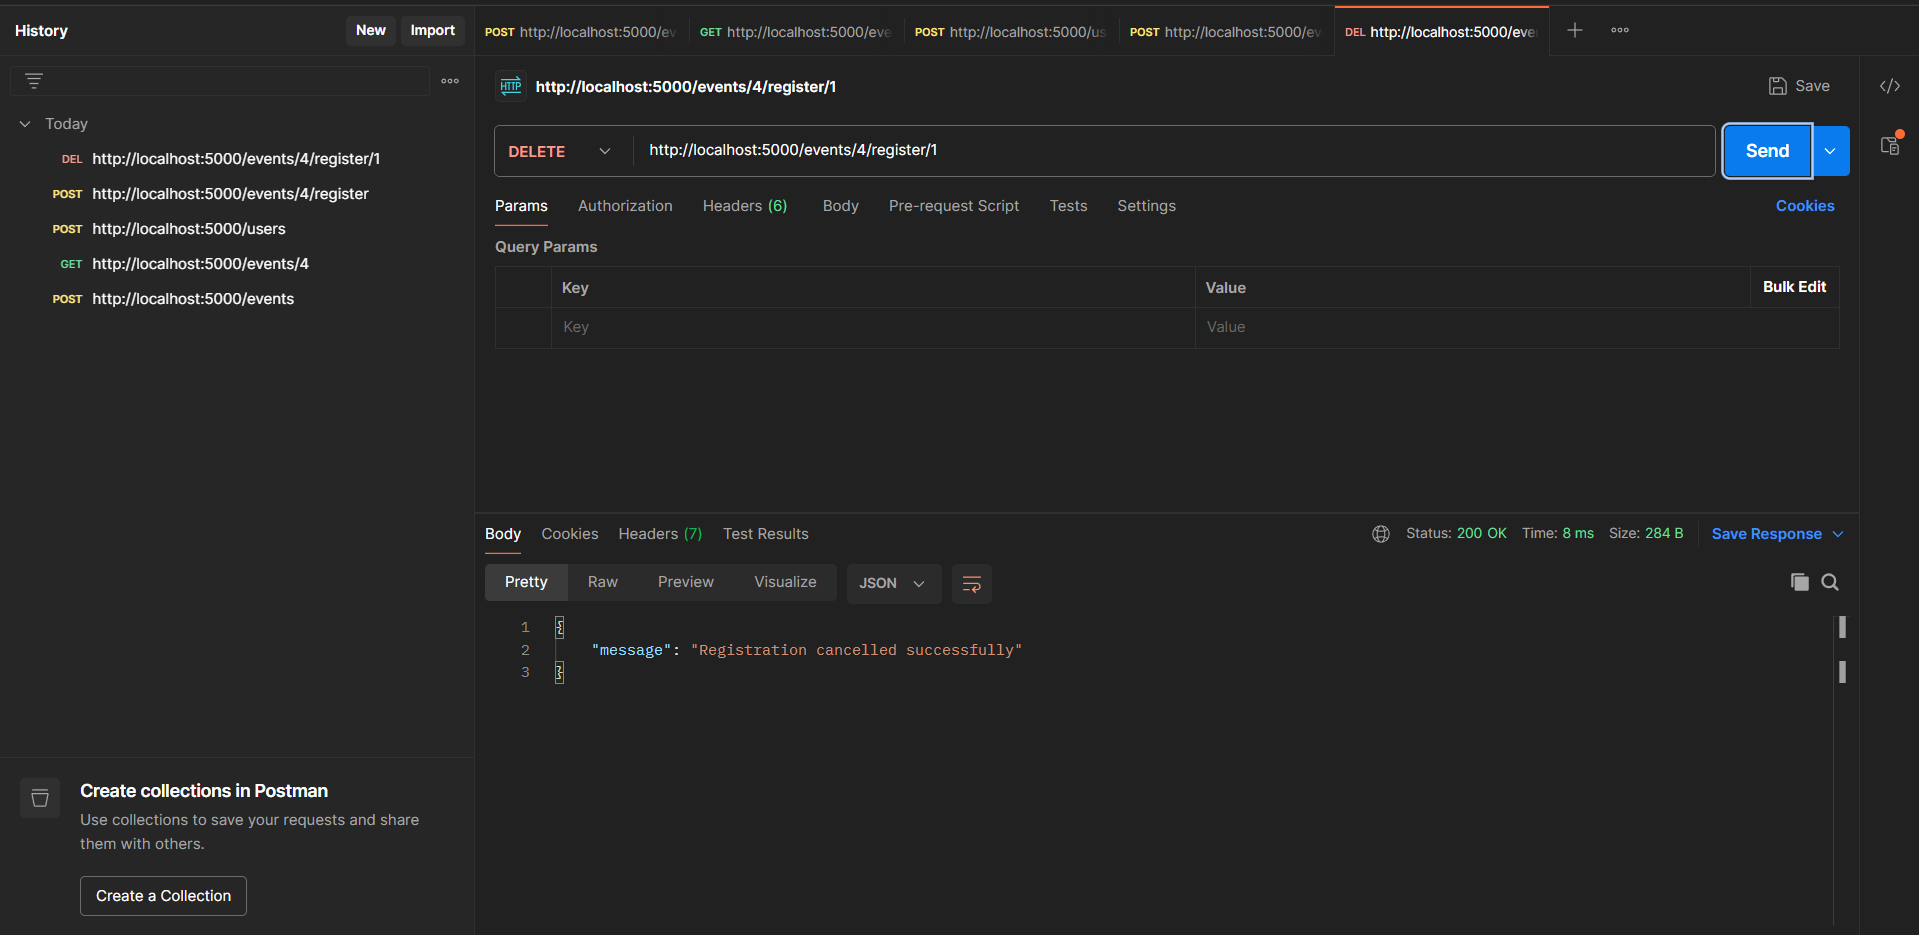 History
New
Import
POST http://localhost:5000/ev
GET http://localhost:5000/eve
POST http://localhost:5000/us
POST http://localhost:5000/ev
DEL http://localhost:5000/eve
HTTP http://localhost:5000/events/4/register/1
Save
Today
DEL http://localhost:5000/events/4/register/1
POST http://localhost:5000/events/4/register
POST http://localhost:5000/users
GET http://localhost:5000/events/4
POST http://localhost:5000/events
DELETE http://localhost:5000/events/4/register/1
Send
Params Authorization Headers (6) Body Pre-request Script Tests Settings
Cookies
Query Params
Key Value Bulk Edit
Key Value
Body Cookies Headers (7) Test Results
Status: 200 OK Time: 8 ms Size: 284 B Save Response
Pretty Raw Preview Visualize JSON
1 {
2 "message": "Registration cancelled successfully"
3 }
Create collections in Postman
Use collections to save your requests and share
them with others.
Create a Collection